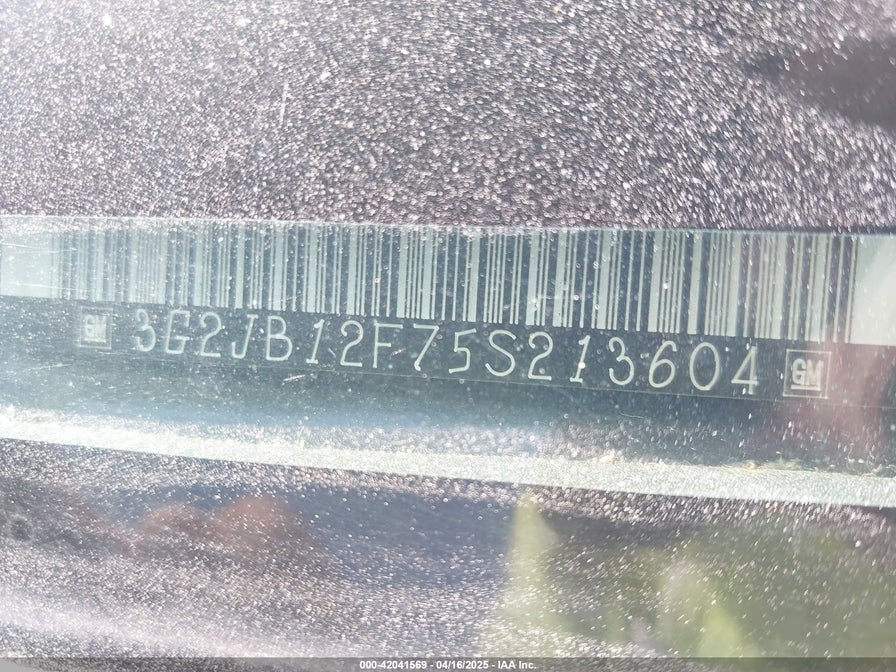 GM 3G2JB12F75S213604 GM
000-42041569 - 04/16/2025 - IAA Inc.